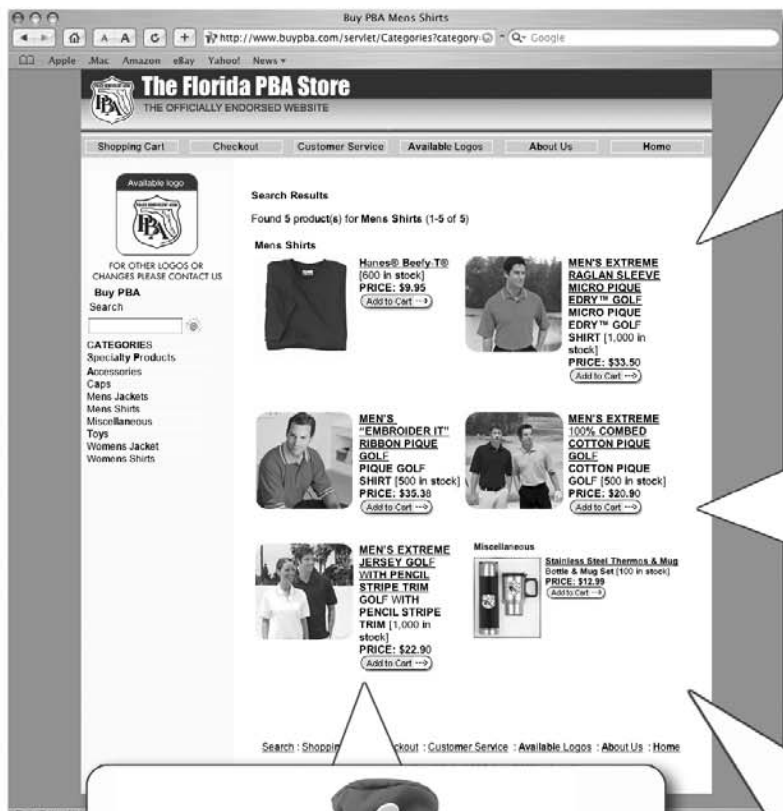 Buy PBA Mens Shirts
A A C + http://www.buypba.com/servlet/Categories?category Q- Google
Apple .Mac Amazon eBay Yahoo! News ▾
PBA
The Florida PBA Store
THE OFFICIALLY ENDORSED WEBSITE
Shopping Cart Checkout Customer Service Available Logos About Us Home
Available logo
PBA
FOR OTHER LOGOS OR
CHANGES PLEASE CONTACT US
Buy PBA
Search
CATEGORIES
Specialty Products
Accessories
Caps
Mens Jackets
Mens Shirts
Miscellaneous
Toys
Womens Jacket
Womens Shirts
Search Results
Found 5 product(s) for Mens Shirts (1-5 of 5)
Mens Shirts
Hanes® Beefy-T®
[600 in stock]
PRICE: $9.95
Add to Cart
MEN'S EXTREME
RAGLAN SLEEVE
MICRO PIQUE
EDRY™ GOLF
MICRO PIQUE
EDRY™ GOLF
SHIRT [1,000 in
stock]
PRICE: $33.50
Add to Cart
MEN'S
"EMBROIDER IT"
RIBBON PIQUE
GOLF
PIQUE GOLF
SHIRT [500 in stock]
PRICE: $35.38
Add to Cart
MEN'S EXTREME
100% COMBED
COTTON PIQUE
GOLF
COTTON PIQUE
GOLF [500 in stock]
PRICE: $20.90
Add to Cart
MEN'S EXTREME
JERSEY GOLF
WITH PENCIL
STRIPE TRIM
GOLF WITH
PENCIL STRIPE
TRIM [1,000 in
stock]
PRICE: $22.90
Add to Cart
Miscellaneous
Stainless Steel Thermos & Mug
Bottle & Mug Set [100 in stock]
PRICE: $12.99
Add to Cart
Search : Shoppin ckout : Customer Service : Available Logos : About Us : Home